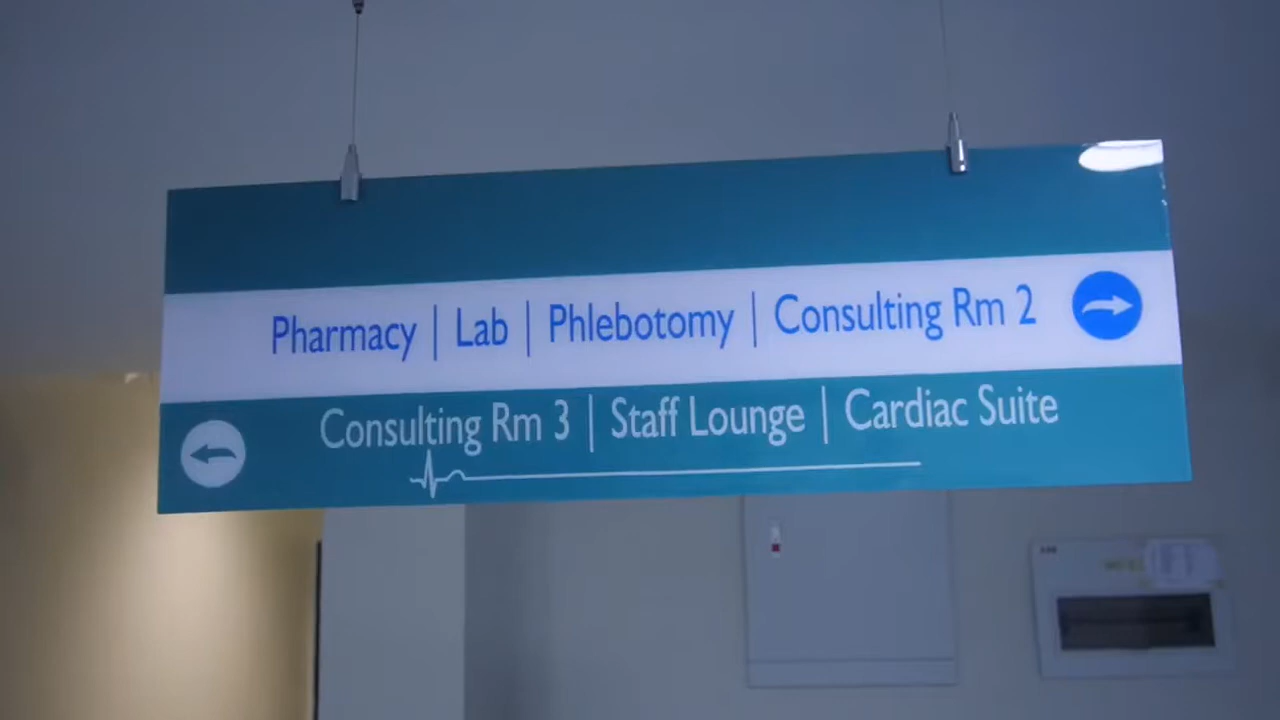 Pharmacy | Lab | Phlebotomy | Consulting Rm 2
Consulting Rm 3 | Staff Lounge | Cardiac Suite